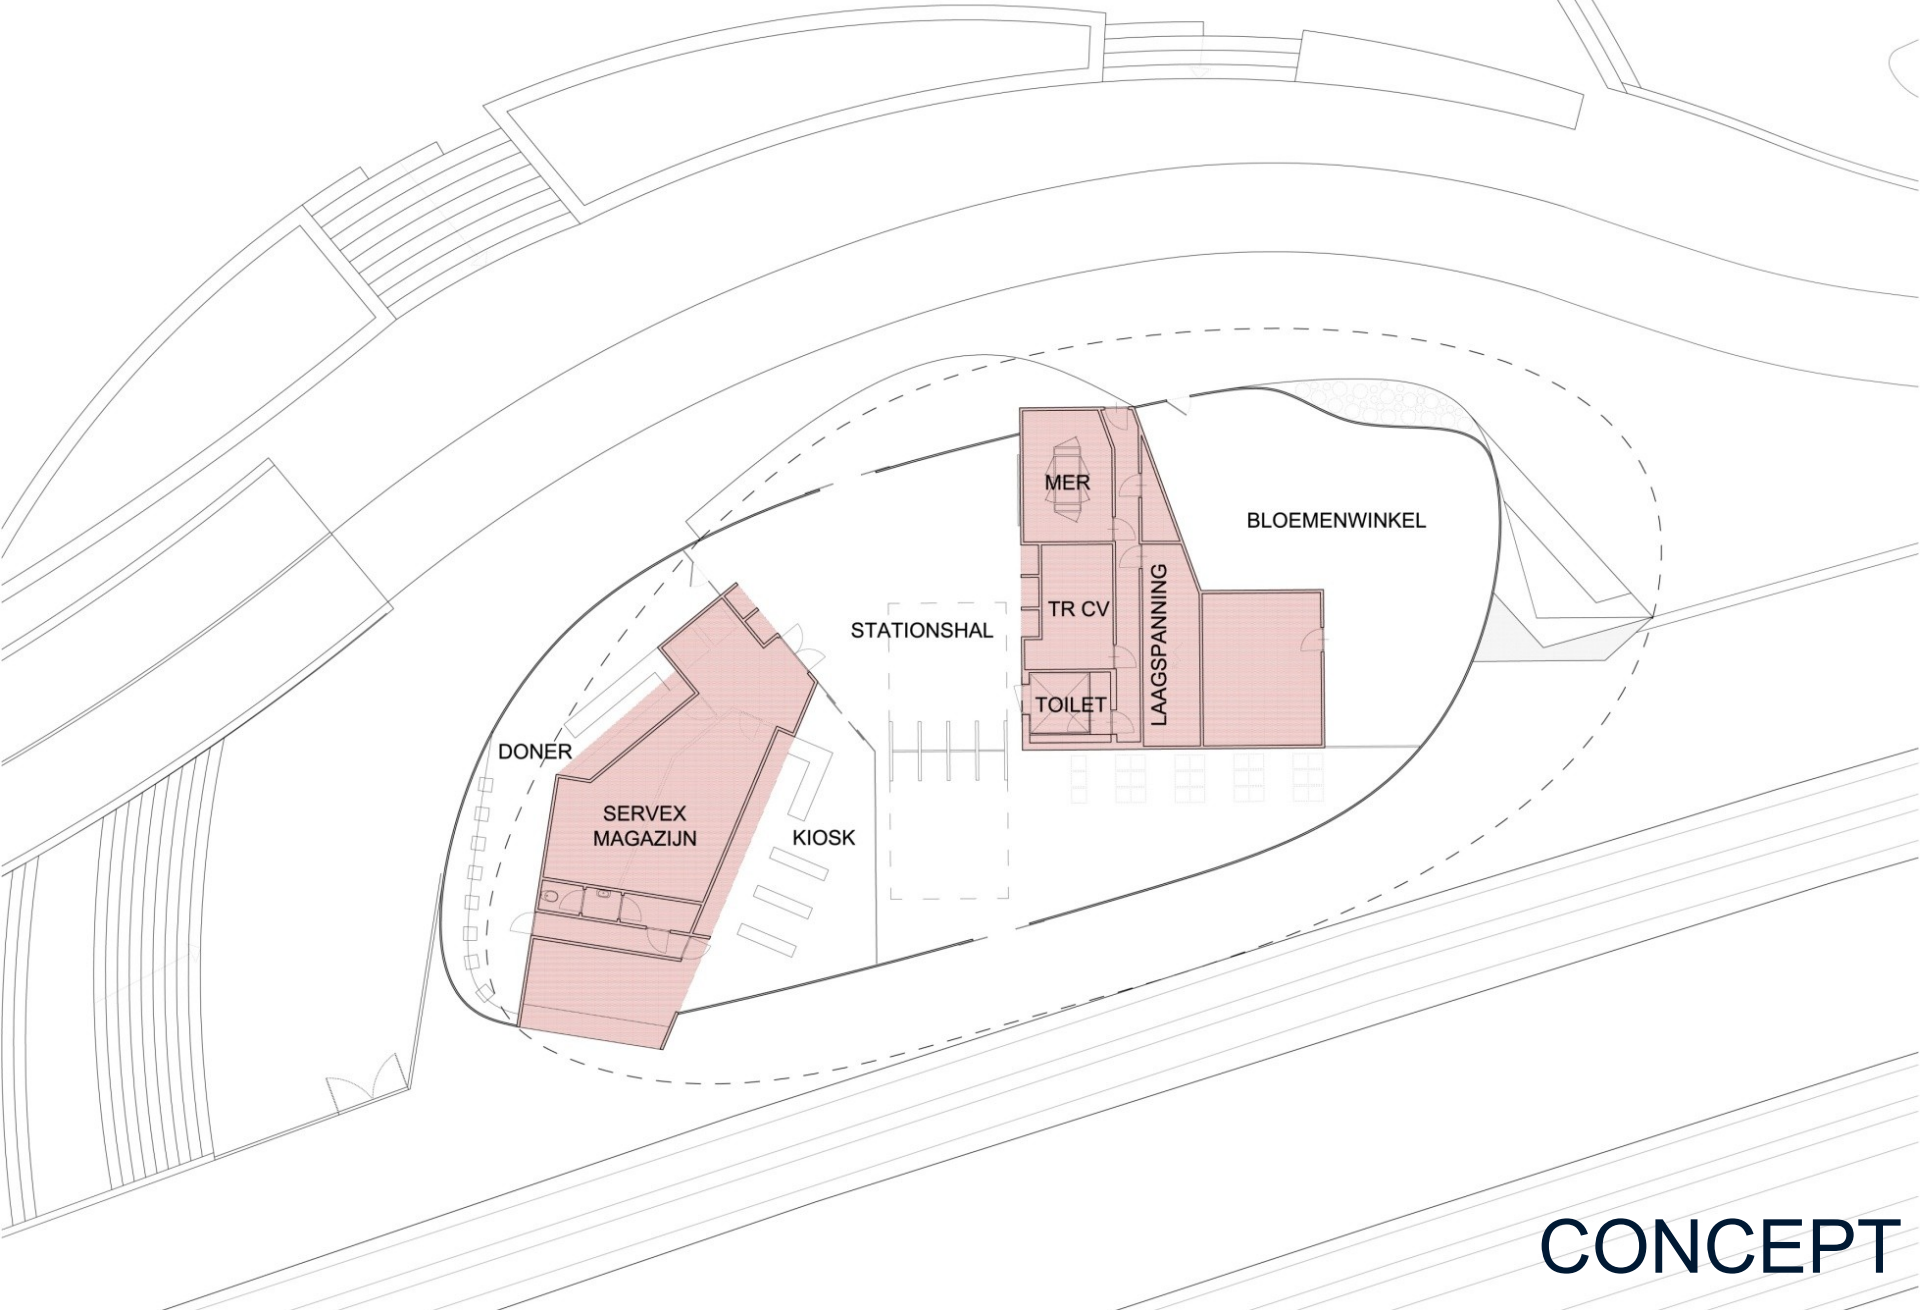 MER
BLOEMENWINKEL
TR CV
LAAGSPANNING
STATIONSHAL
TOILET
DONER
SERVEX
MAGAZIJN
KIOSK
CONCEPT